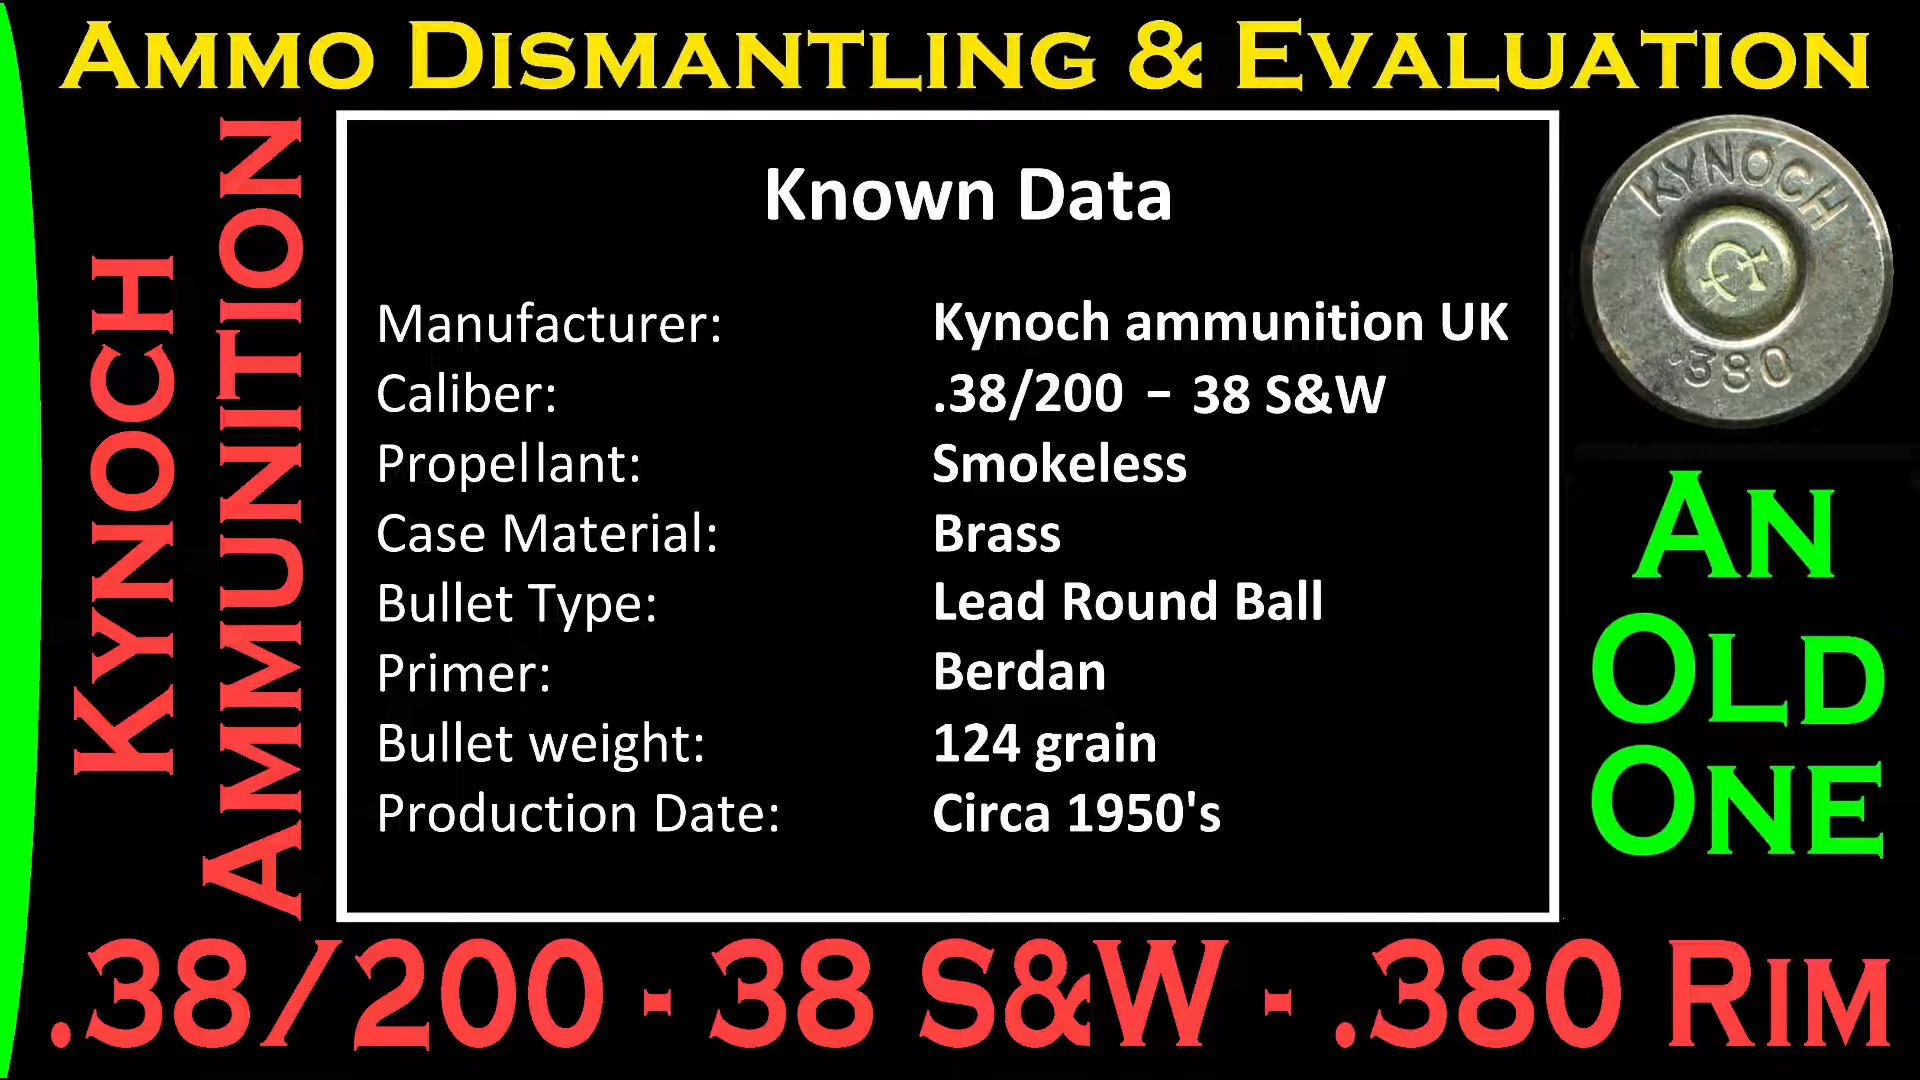 AMMO DISMANTLING & EVALUATION
KYNOCH
AMMUNITION
Known Data
Manufacturer: Kynoch ammunition UK
Caliber: .38/200 – 38 S&W
Propellant: Smokeless
Case Material: Brass
Bullet Type: Lead Round Ball
Primer: Berdan
Bullet weight: 124 grain
Production Date: Circa 1950's
KYNOCH
.380
AN
OLD
ONE
.38/200 - 38 S&W - .380 RIM